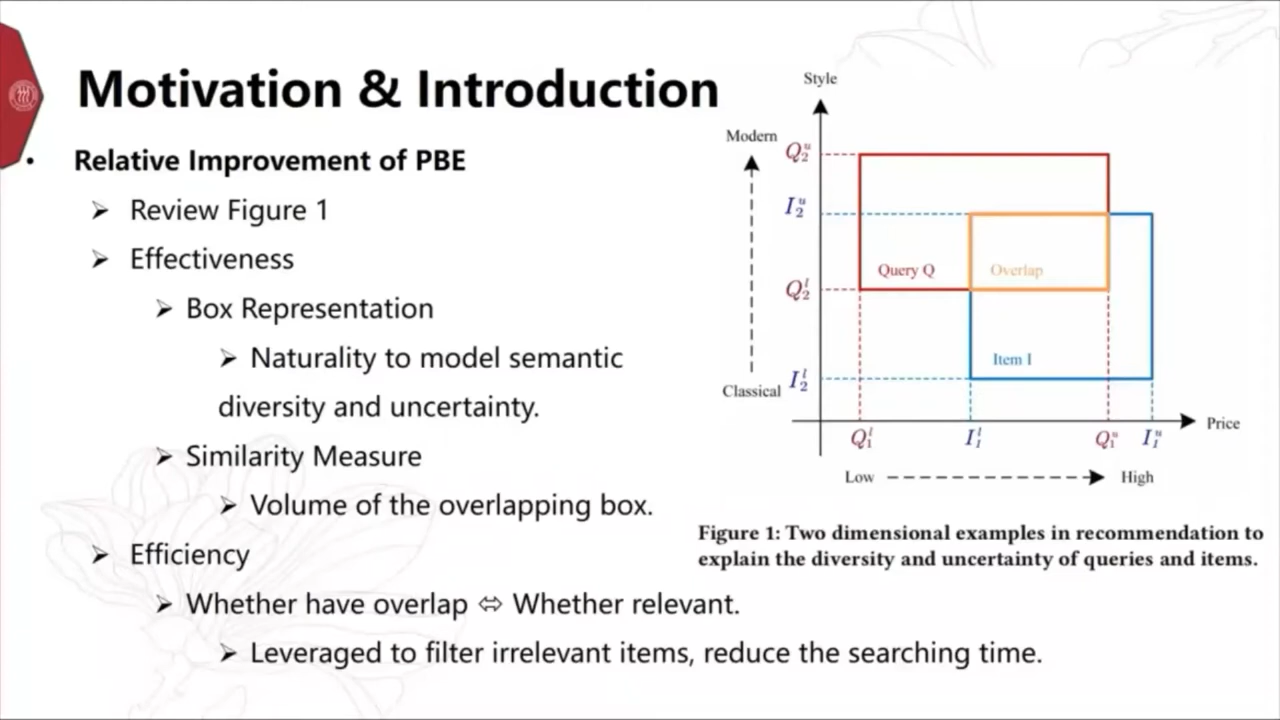 Motivation & Introduction
• Relative Improvement of PBE
➢ Review Figure 1
➢ Effectiveness
➢ Box Representation
➢ Naturality to model semantic
diversity and uncertainty.
➢ Similarity Measure
➢ Volume of the overlapping box.
➢ Efficiency
➢ Whether have overlap ⬄ Whether relevant.
➢ Leveraged to filter irrelevant items, reduce the searching time.
Style
Modern
Q₂ᵘ
I₂ᵘ
Query Q
Overlap
Q₂ˡ
Item I
I₂ˡ
Classical
Price
Q₁ˡ
I₁ˡ
Q₁ᵘ
I₁ᵘ
Low
High
Figure 1: Two dimensional examples in recommendation to
explain the diversity and uncertainty of queries and items.